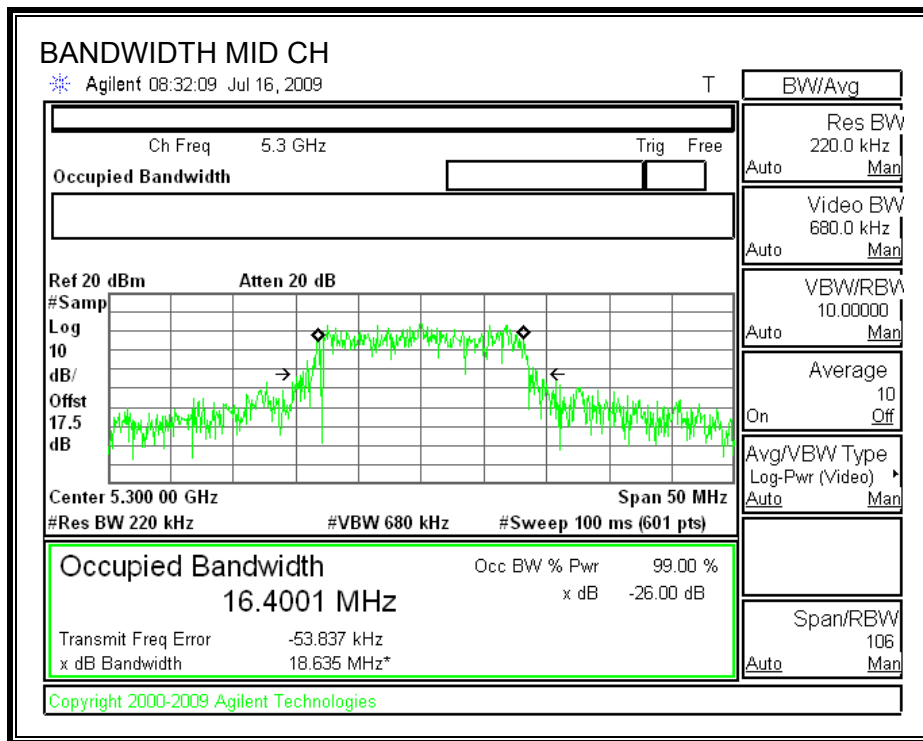 BANDWIDTH MID CH
Agilent 08:32:09 Jul 16, 2009 T
Ch Freq 5.3 GHz Trig Free
Occupied Bandwidth
Ref 20 dBm Atten 20 dB
#Samp
Log
10
dB/
Offst
17.5
dB
Center 5.300 00 GHz Span 50 MHz
#Res BW 220 kHz #VBW 680 kHz #Sweep 100 ms (601 pts)
Occupied Bandwidth Occ BW % Pwr 99.00 %
16.4001 MHz x dB -26.00 dB
Transmit Freq Error -53.837 kHz
x dB Bandwidth 18.635 MHz*
Copyright 2000-2009 Agilent Technologies
BW/Avg
Res BW
220.0 kHz
Auto Man
Video BW
680.0 kHz
Auto Man
VBW/RBW
10.00000
Auto Man
Average
10
On Off
Avg/VBW Type
Log-Pwr (Video)
Auto Man
Span/RBW
106
Auto Man